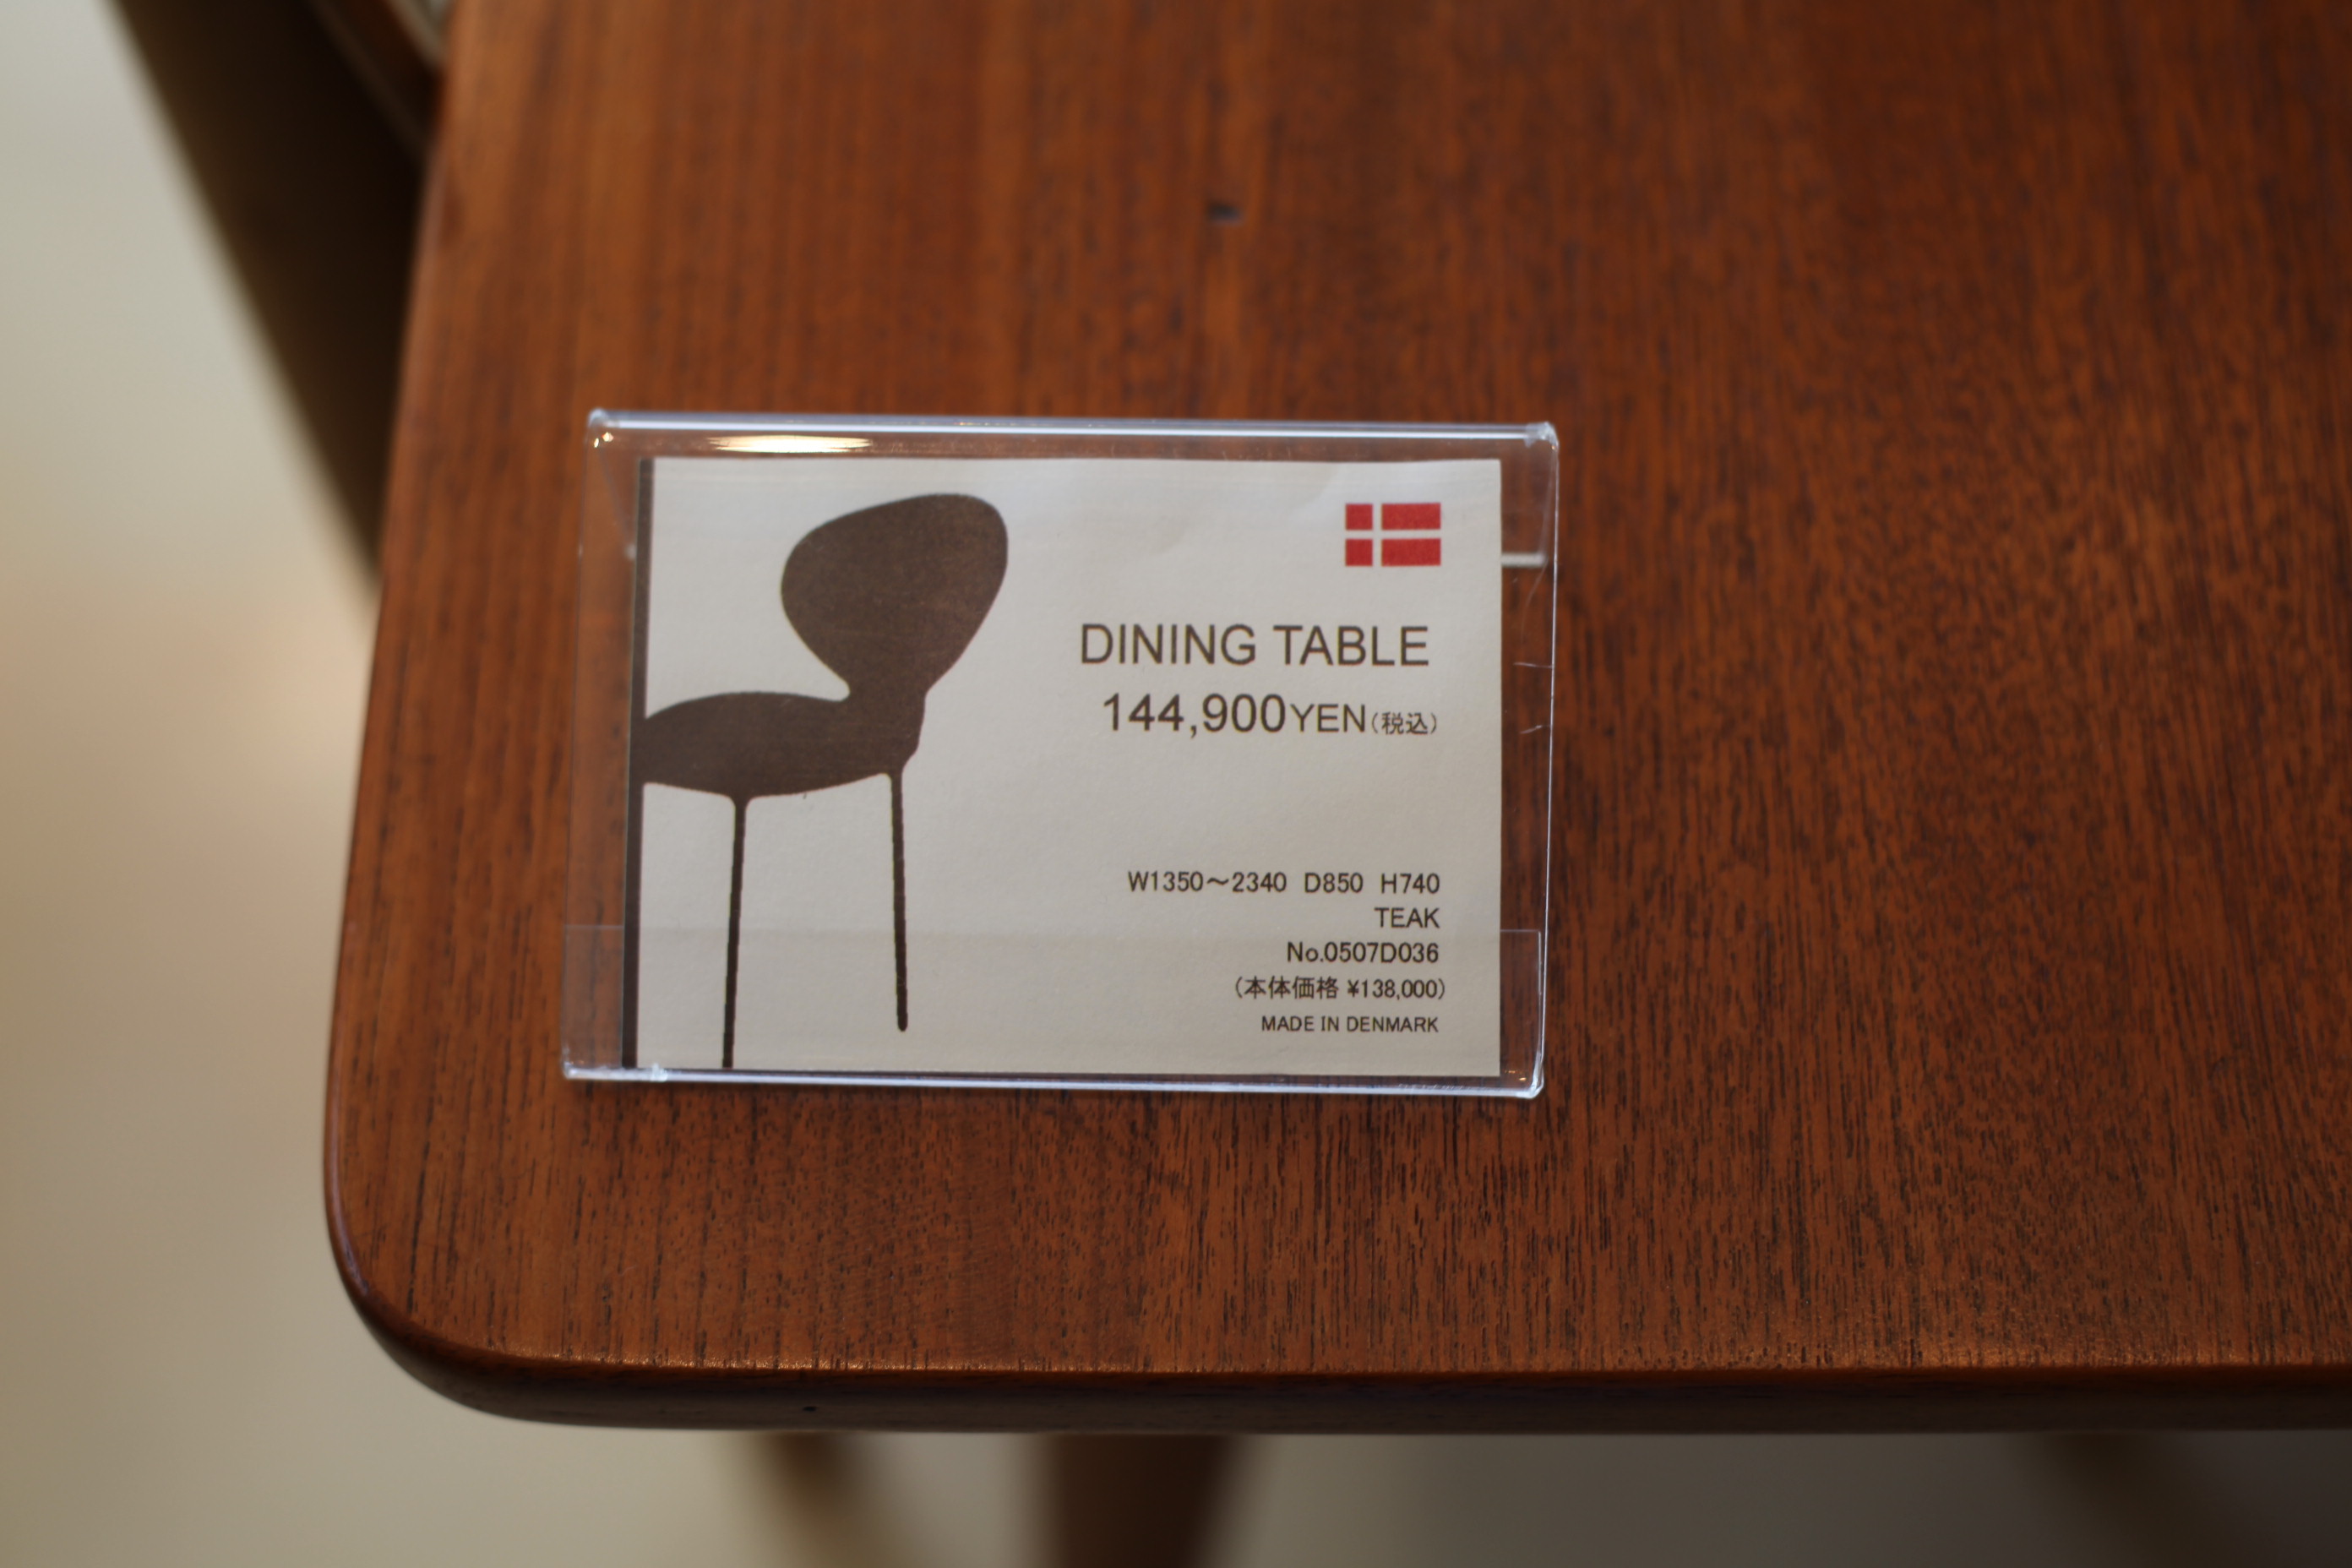 DINING TABLE
144,900YEN(税込)
W1350～2340 D850 H740
TEAK
No.0507D036
(本体価格 ¥138,000)
MADE IN DENMARK